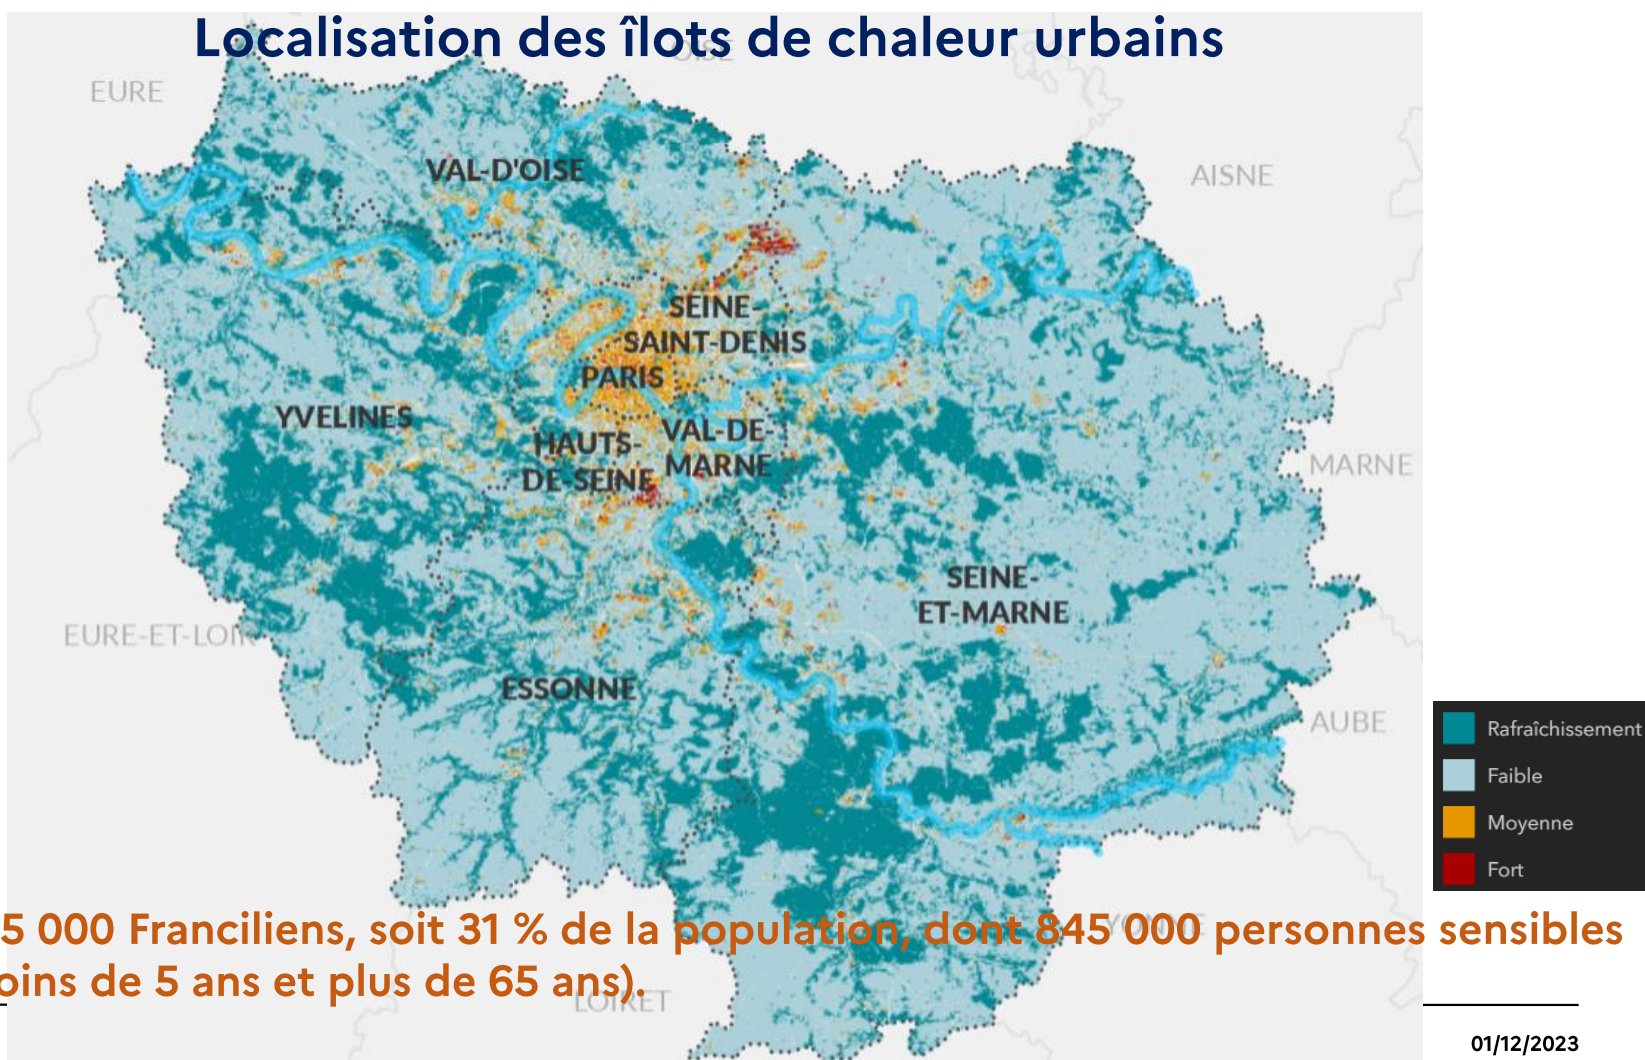 Localisation des îlots de chaleur urbains
OISE
EURE
AISNE
VAL-D'OISE
SEINE-
SAINT-DENIS
PARIS
YVELINES
HAUTS-
DE-SEINE
VAL-DE-
MARNE
MARNE
SEINE-
ET-MARNE
EURE-ET-LOIR
ESSONNE
AUBE
Rafraîchissement
Faible
Moyenne
Fort
YONNE
5 000 Franciliens, soit 31 % de la population, dont 845 000 personnes sensibles
oins de 5 ans et plus de 65 ans).
LOIRET
01/12/2023